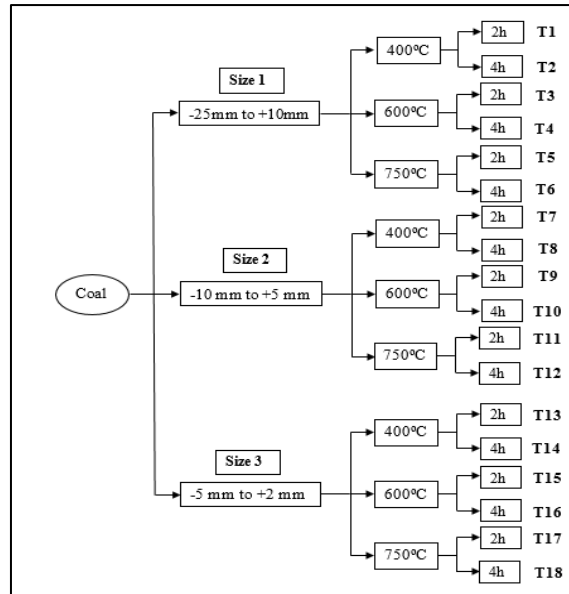 2h T1
400ºC
4h T2
Size 1
2h T3
-25mm to +10mm
600ºC
4h T4
2h T5
750ºC
4h T6
2h T7
400ºC
4h T8
Size 2
2h T9
Coal
-10 mm to +5 mm
600ºC
4h T10
2h T11
750ºC
4h T12
2h T13
400ºC
4h T14
Size 3
2h T15
-5 mm to +2 mm
600ºC
4h T16
2h T17
750ºC
4h T18